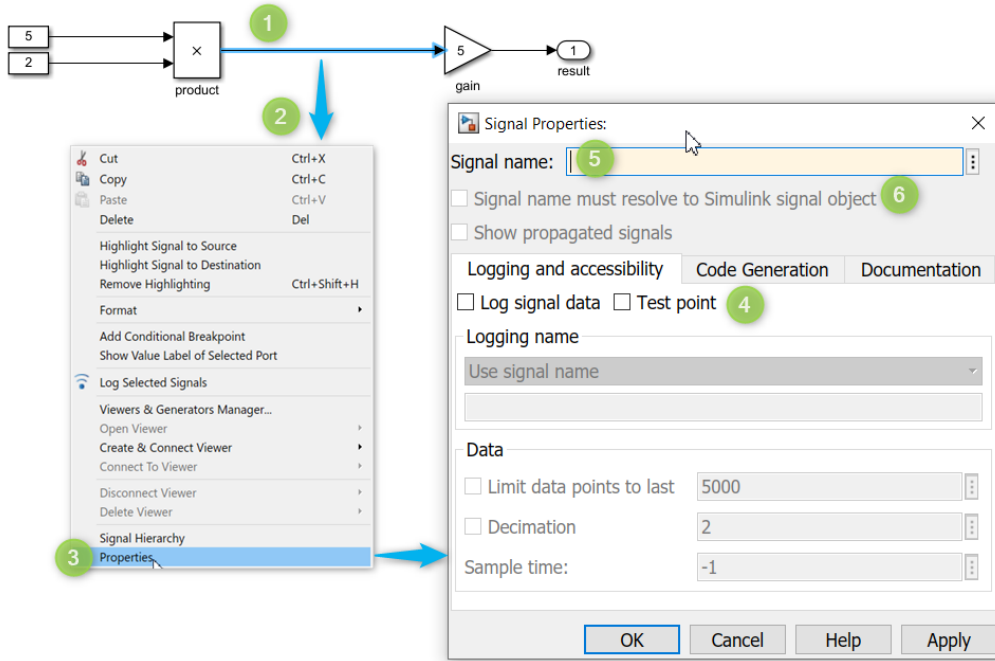 1
5
2
×
product
5
gain
1
result
2
Cut Ctrl+X
Copy Ctrl+C
Paste Ctrl+V
Delete Del
Highlight Signal to Source
Highlight Signal to Destination
Remove Highlighting Ctrl+Shift+H
Format
Add Conditional Breakpoint
Show Value Label of Selected Port
Log Selected Signals
Viewers & Generators Manager...
Open Viewer
Create & Connect Viewer
Connect To Viewer
Disconnect Viewer
Delete Viewer
Signal Hierarchy
3 Properties
Signal Properties:
Signal name: 5
Signal name must resolve to Simulink signal object 6
Show propagated signals
Logging and accessibility Code Generation Documentation
Log signal data Test point 4
Logging name
Use signal name
Data
Limit data points to last 5000
Decimation 2
Sample time: -1
OK Cancel Help Apply